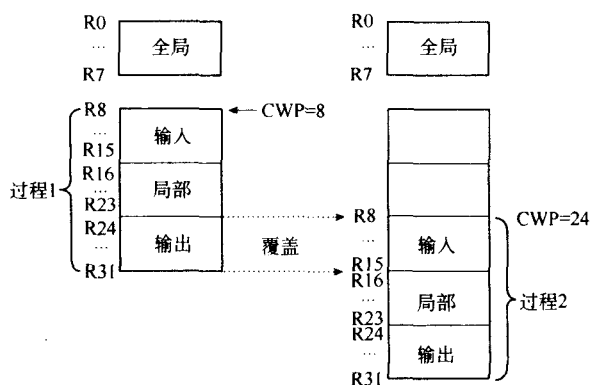 R0
...
R7
全局
R0
...
R7
全局
过程1
R8
...
R15
R16
...
R23
R24
...
R31
输入
局部
输出
CWP=8
覆盖
R8
...
R15
R16
...
R23
R24
...
R31
输入
局部
输出
CWP=24
过程2